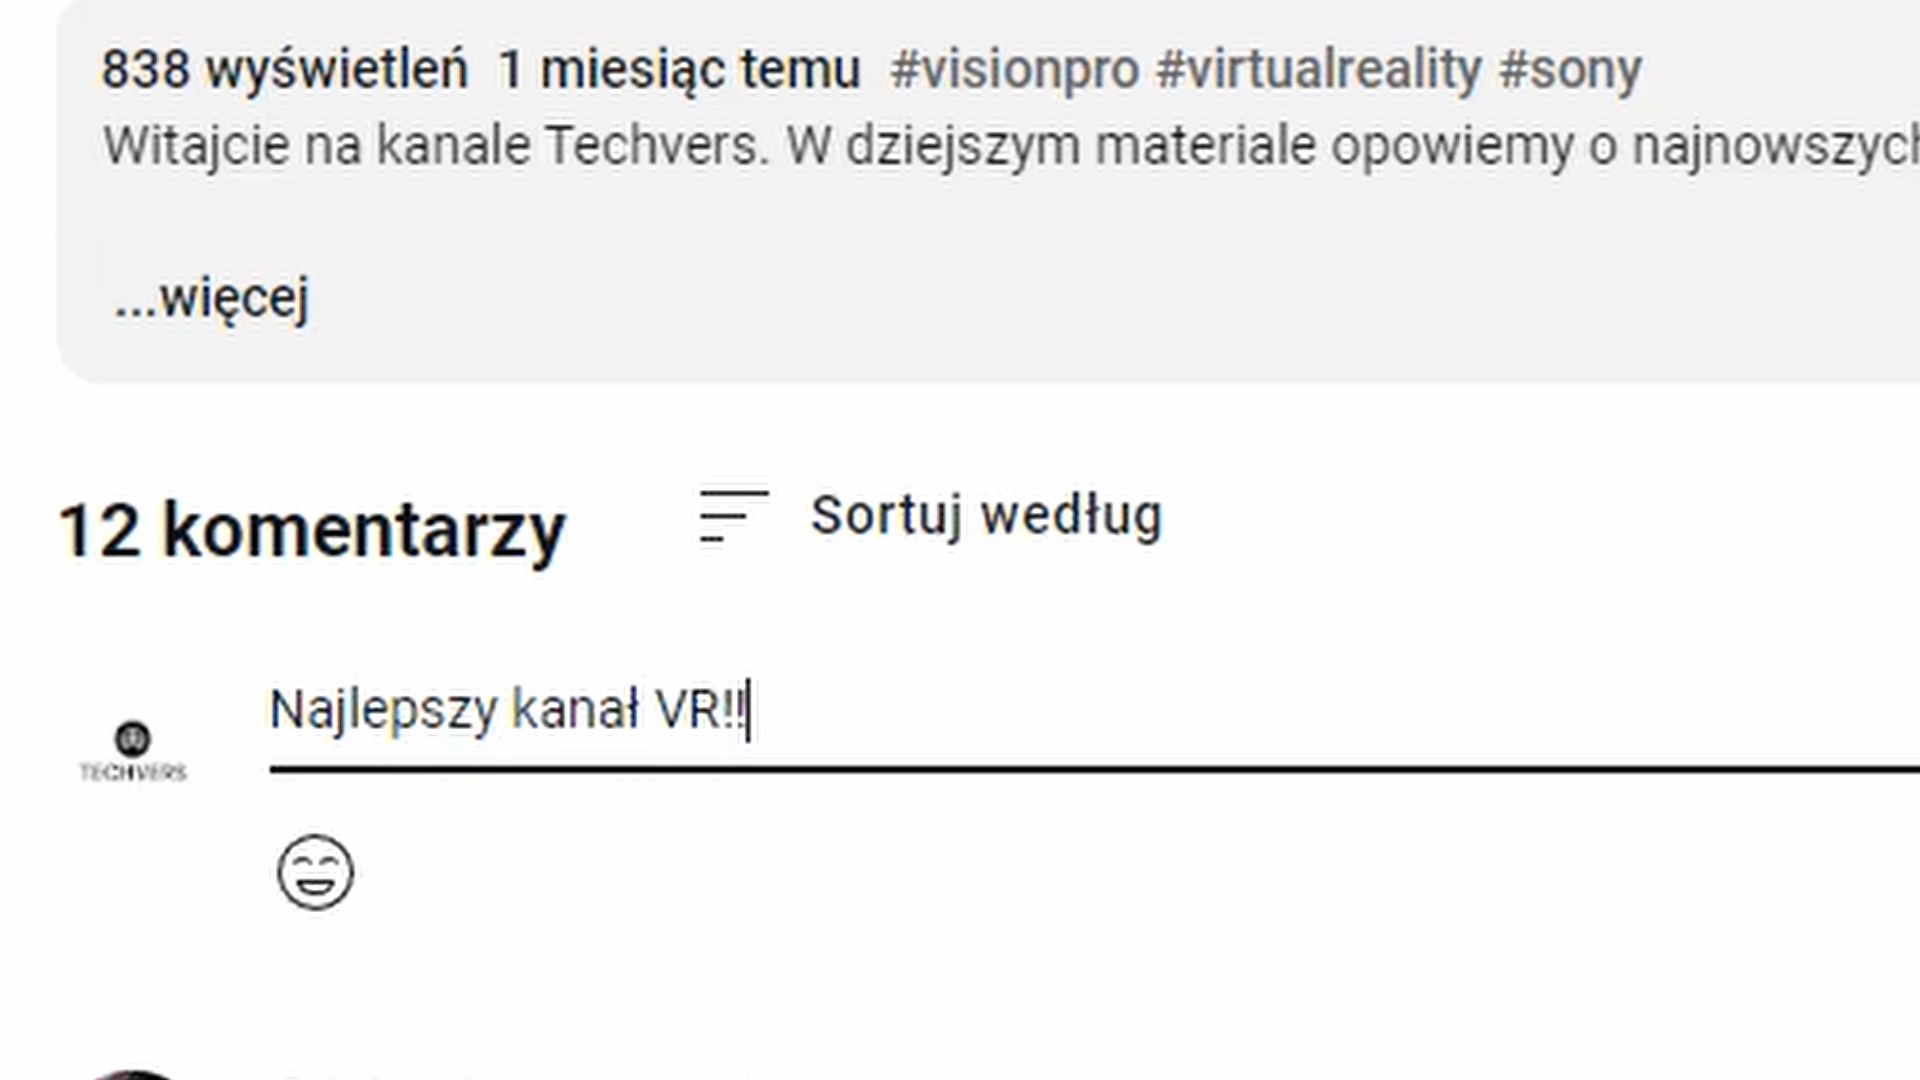 838 wyświetleń 1 miesiąc temu #visionpro #virtualreality #sony
Witajcie na kanale Techvers. W dziejszym materiale opowiemy o najnowszych
...więcej
12 komentarzy
Sortuj według
Najlepszy kanał VR!!
TECHVERS